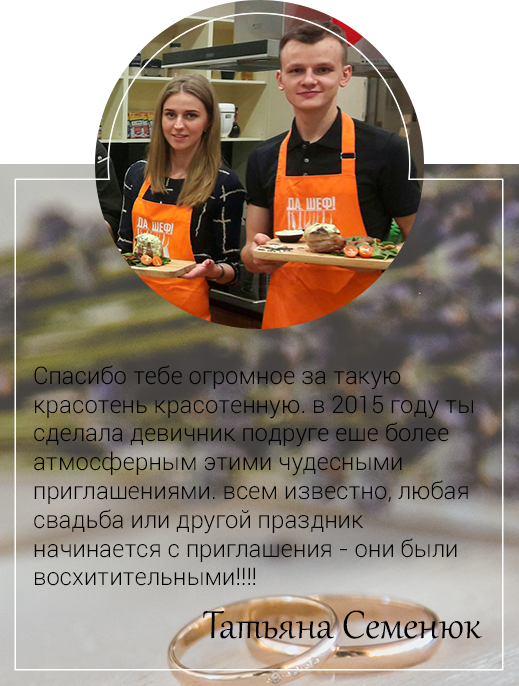 ДА, ШЕФ!
ДА, ШЕФ!
Спасибо тебе огромное за такую
красотень красотенную. в 2015 году ты
сделала девичник подруге еше более
атмосферным этими чудесными
приглашениями. всем известно, любая
свадьба или другой праздник
начинается с приглашения - они были
восхитительными!!!!
Татьяна Семенюк